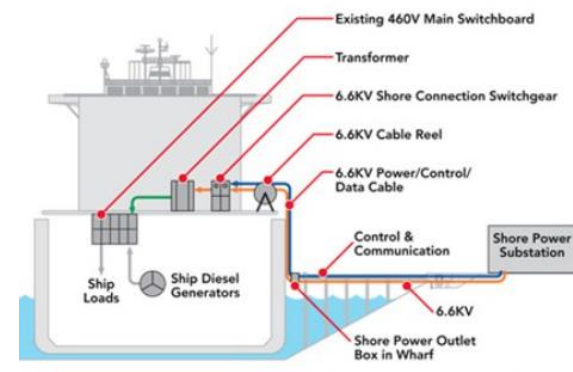 Existing 460V Main Switchboard
Transformer
6.6KV Shore Connection Switchgear
6.6KV Cable Reel
6.6KV Power/Control/
Data Cable
Control &
Communication
Shore Power
Substation
Ship
Loads
Ship Diesel
Generators
6.6KV
Shore Power Outlet
Box in Wharf